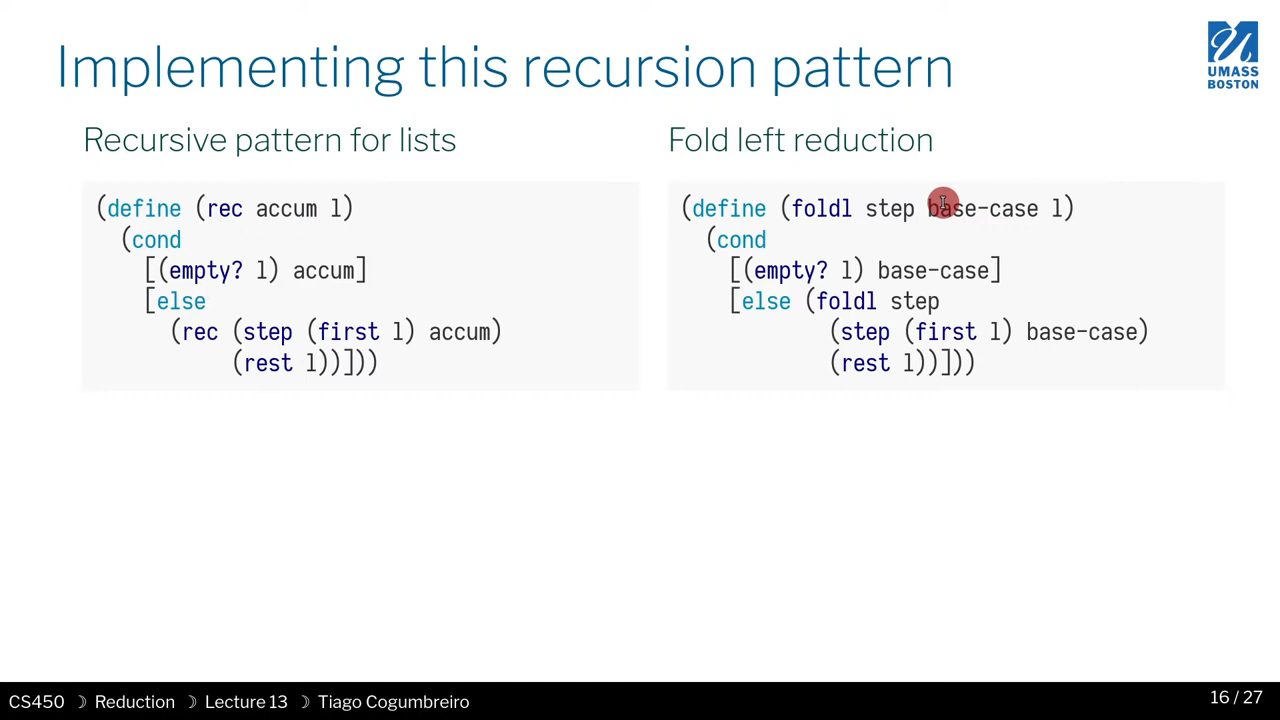 Implementing this recursion pattern
UMASS
BOSTON
Recursive pattern for lists
(define (rec accum l)
  (cond
    [(empty? l) accum]
    [else
      (rec (step (first l) accum)
           (rest l))]))
Fold left reduction
(define (foldl step base-case l)
  (cond
    [(empty? l) base-case]
    [else (foldl step
            (step (first l) base-case)
            (rest l))]))
CS450 ☽ Reduction ☽ Lecture 13 ☽ Tiago Cogumbreiro
16 / 27